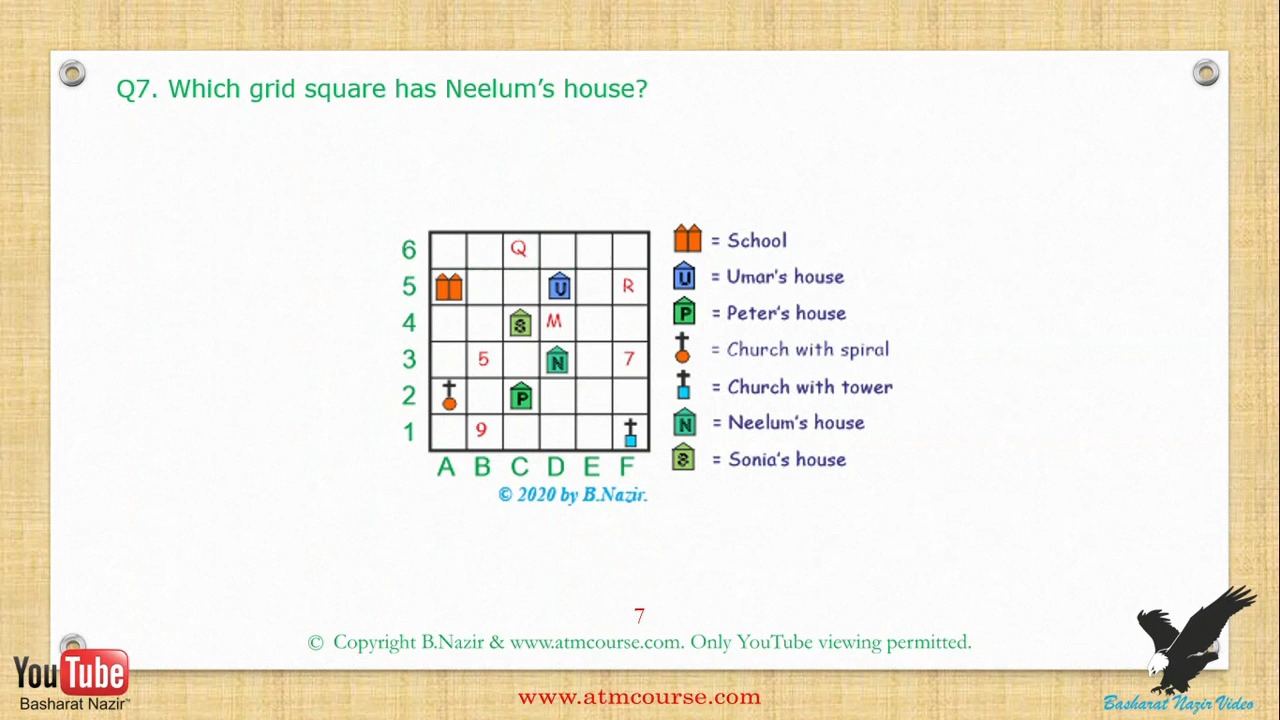 Q7. Which grid square has Neelum's house?
6 Q
5 U R
4 S M
3 5 N 7
2 P
1 9
A B C D E F
= School
U = Umar's house
P = Peter's house
= Church with spiral
= Church with tower
N = Neelum's house
S = Sonia's house
© 2020 by B.Nazir.
7
© Copyright B.Nazir & www.atmcourse.com. Only YouTube viewing permitted.
YouTube
Basharat Nazir™
www.atmcourse.com
Basharat Nazir Video